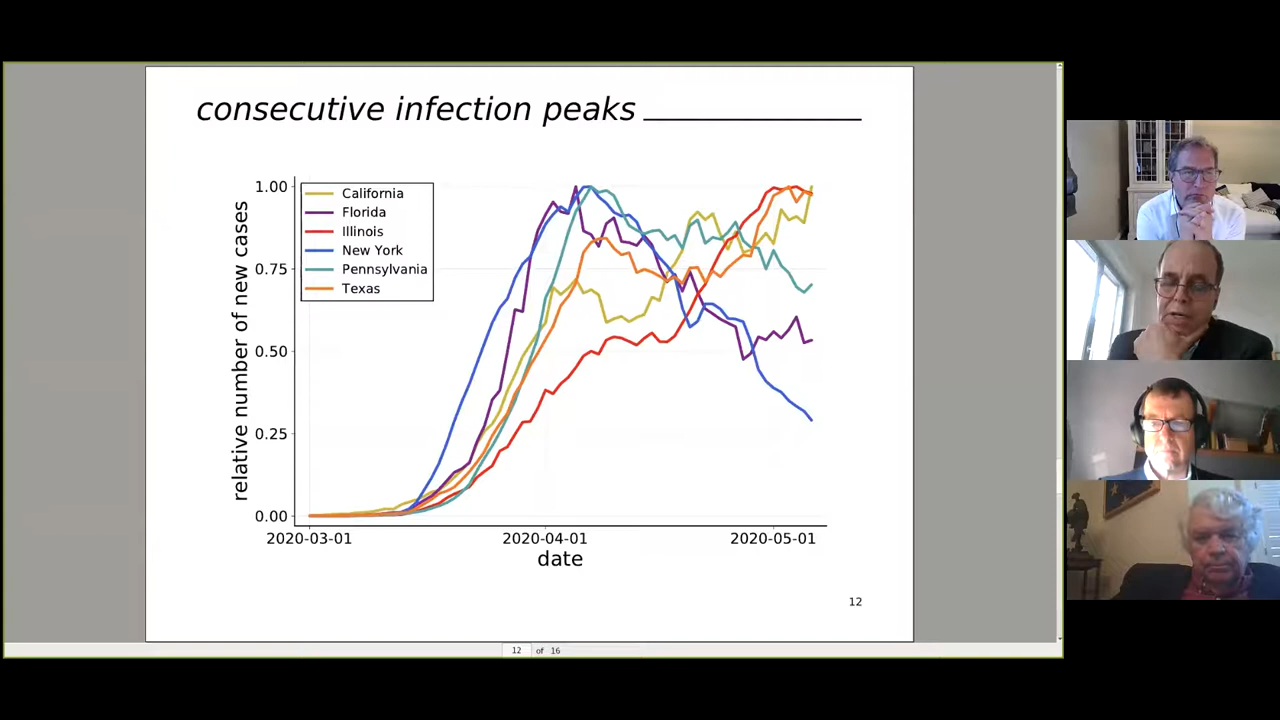 consecutive infection peaks
relative number of new cases
1.00
0.75
0.50
0.25
0.00
California
Florida
Illinois
New York
Pennsylvania
Texas
2020-03-01
2020-04-01
2020-05-01
date
12
12 of 16